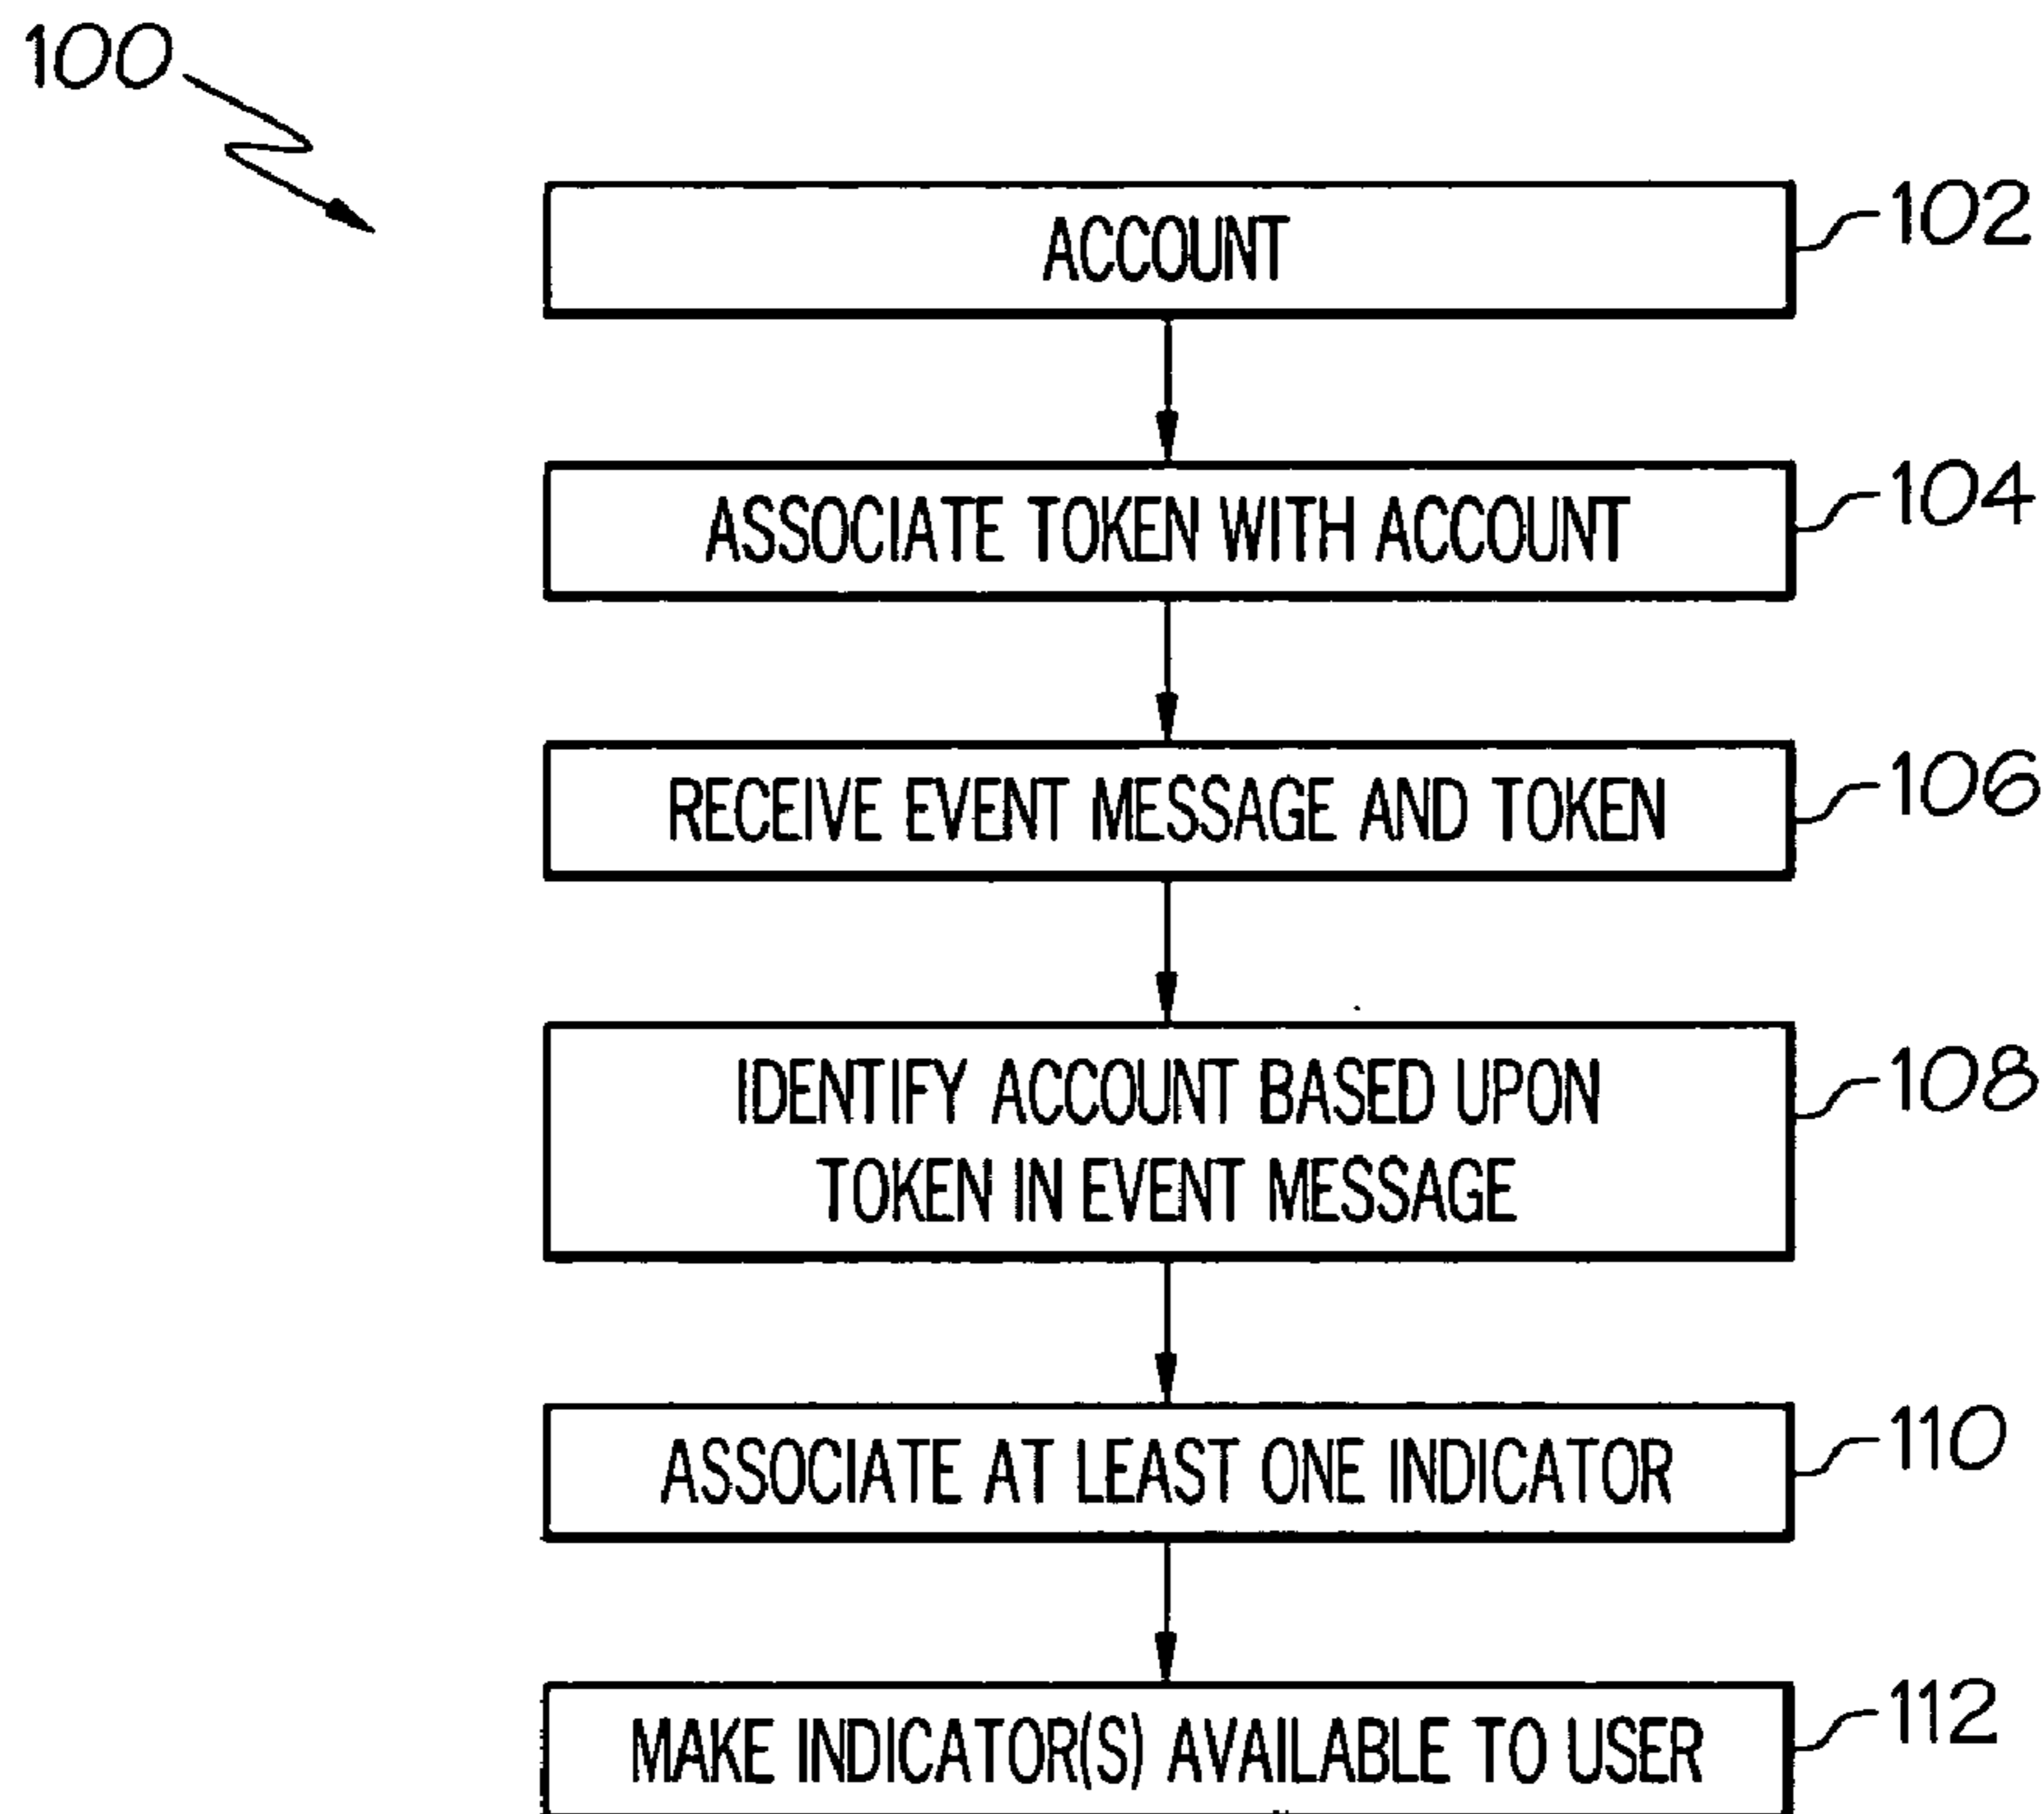 100
ACCOUNT
102
ASSOCIATE TOKEN WITH ACCOUNT
104
RECEIVE EVENT MESSAGE AND TOKEN
106
IDENTIFY ACCOUNT BASED UPON
TOKEN IN EVENT MESSAGE
108
ASSOCIATE AT LEAST ONE INDICATOR
110
MAKE INDICATOR(S) AVAILABLE TO USER
112